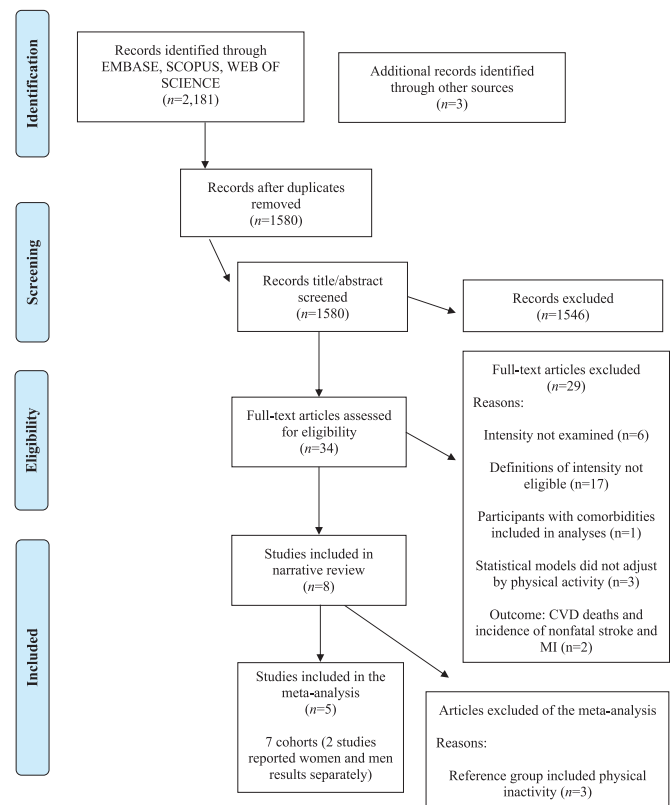 Identification
Records identified through
EMBASE, SCOPUS, WEB OF
SCIENCE
(n=2,181)
Additional records identified
through other sources
(n=3)
Records after duplicates
removed
(n=1580)
Screening
Records title/abstract
screened
(n=1580)
Records excluded
(n=1546)
Eligibility
Full-text articles assessed
for eligibility
(n=34)
Full-text articles excluded
(n=29)
Reasons:
Intensity not examined (n=6)
Definitions of intensity not
eligible (n=17)
Participants with comorbidities
included in analyses (n=1)
Statistical models did not adjust
by physical activity (n=3)
Outcome: CVD deaths and
incidence of nonfatal stroke and
MI (n=2)
Included
Studies included in
narrative review
(n=8)
Studies included in the
meta-analysis
(n=5)
7 cohorts (2 studies
reported women and men
results separately)
Articles excluded of the meta-analysis
Reasons:
Reference group included physical
inactivity (n=3)